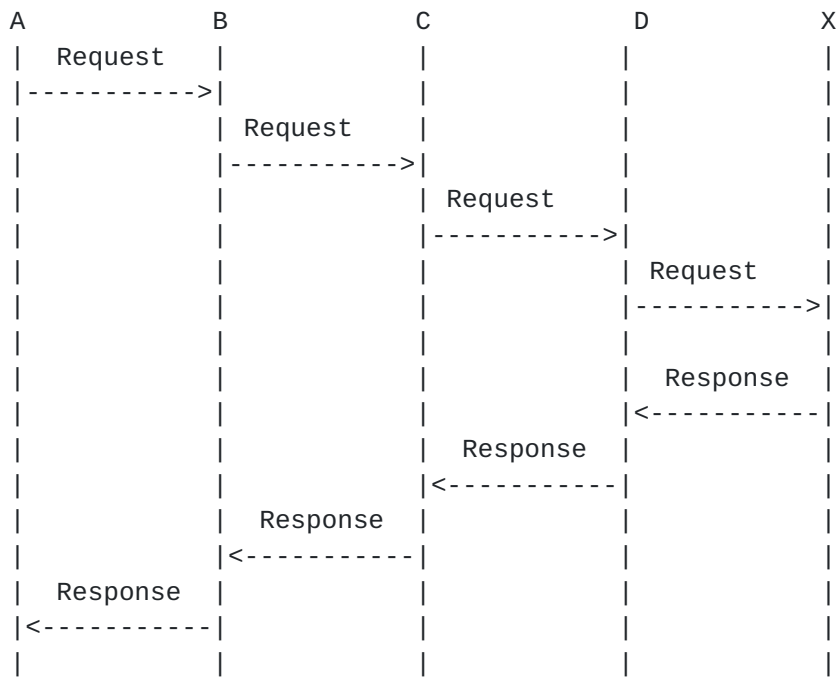 A            B            C            D           X
|  Request   |            |            |            |
|----------->|            |            |            |
|            | Request    |            |            |
|            |----------->|            |            |
|            |            | Request    |            |
|            |            |----------->|            |
|            |            |            | Request    |
|            |            |            |----------->|
|            |            |            |            |
|            |            |            |  Response  |
|            |            |            |<-----------|
|            |            |  Response  |            |
|            |            |<-----------|            |
|            |  Response  |            |            |
|            |<-----------|            |            |
|  Response  |            |            |            |
|<-----------|            |            |            |
|            |            |            |            |